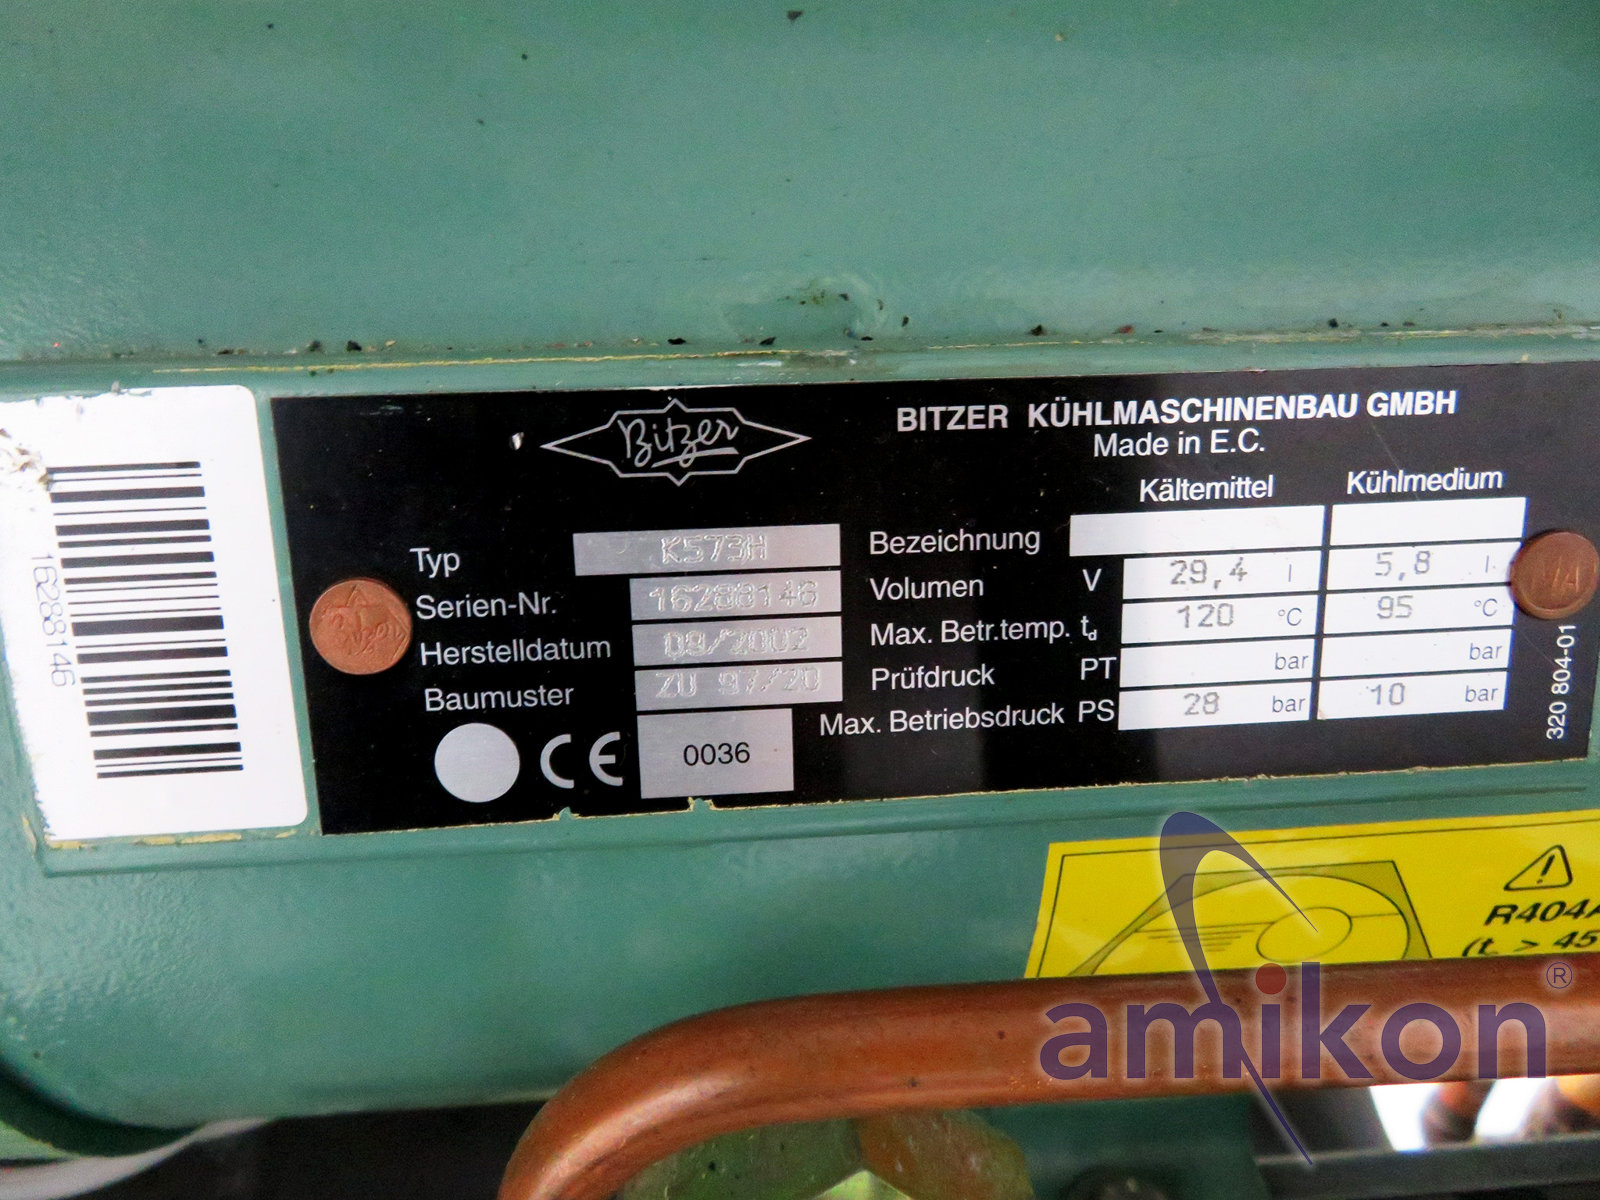 Bitzer
BITZER KÜHLMASCHINENBAU GMBH
Made in E.C.
Kältemittel Kühlmedium
Typ K573H
Serien-Nr. 16288146
Herstelldatum 09/2002
Baumuster ZU 97/20
CE 0036
Bezeichnung
Volumen V 29,4 l 5,8 l
Max. Betr.temp. td 120 °C 95 °C
Prüfdruck PT bar bar
Max. Betriebsdruck PS 28 bar 10 bar
320 804-01
16288146
R404A
(t > 45
amikon®